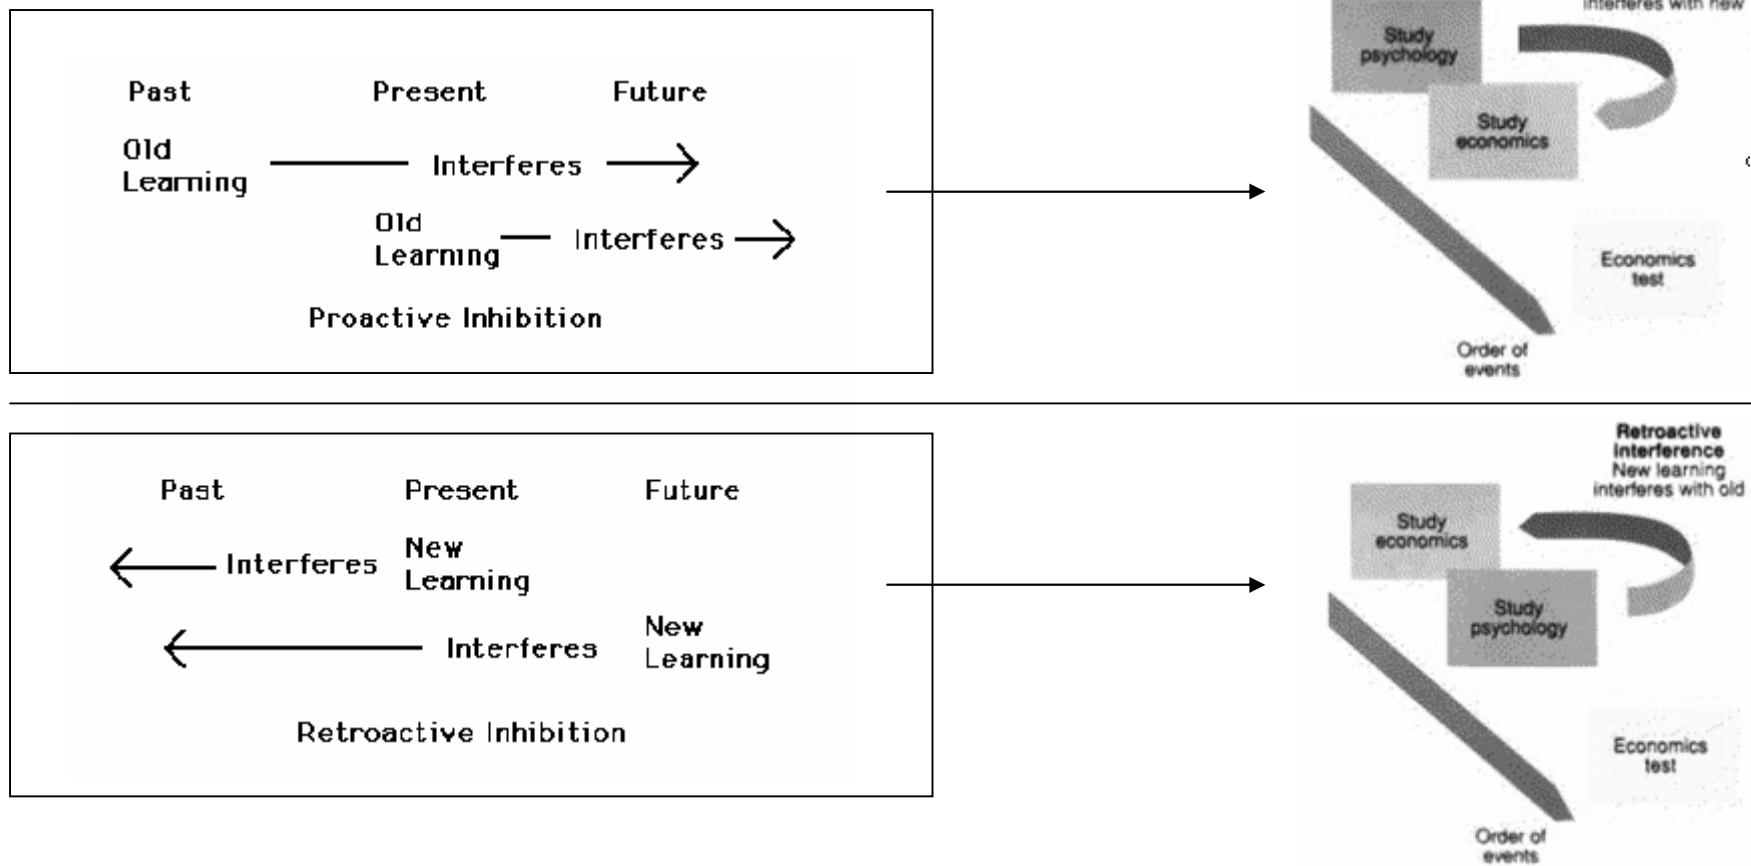 Past Present Future
Old
Learning
Interferes
Old
Learning
Interferes
Proactive Inhibition
interferes with new
Study
psychology
Study
economics
Economics
test
Order of
events
Past Present Future
Interferes
New
Learning
Interferes
New
Learning
Retroactive Inhibition
Retroactive
Interference
New learning
interferes with old
Study
economics
Study
psychology
Economics
test
Order of
events